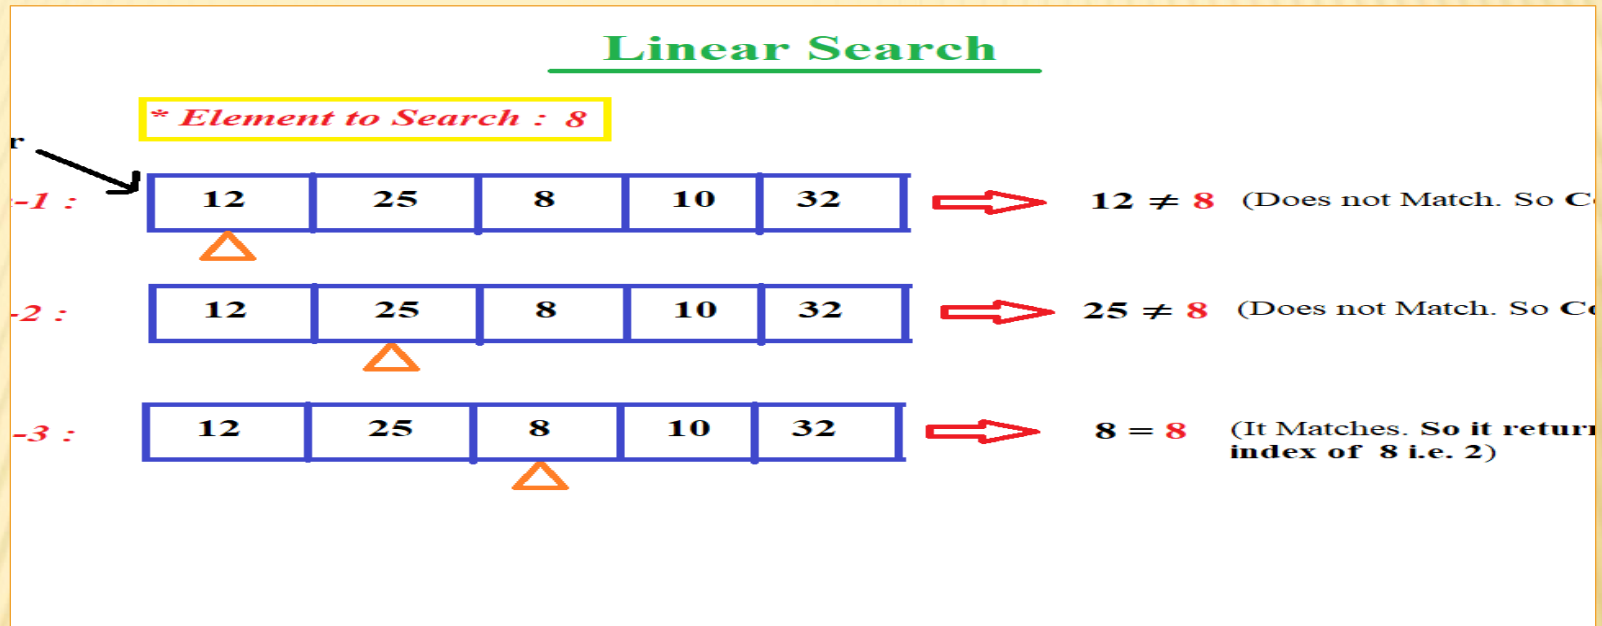 Linear Search
* Element to Search : 8
r
-1 :
12 25 8 10 32
12 ≠ 8 (Does not Match. So C
-2 :
12 25 8 10 32
25 ≠ 8 (Does not Match. So Co
-3 :
12 25 8 10 32
8 = 8 (It Matches. So it retur
index of 8 i.e. 2)